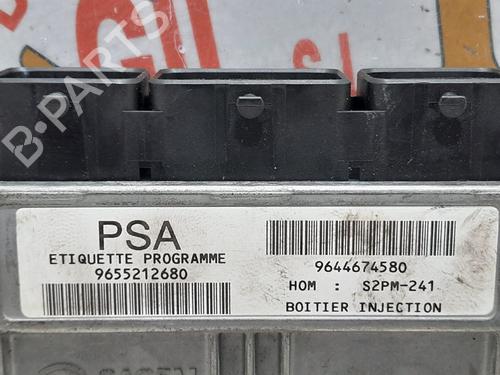 B-PARTS
PSA
ETIQUETTE PROGRAMME
9655212680
9644674580
HOM : S2PM-241
BOITIER INJECTION